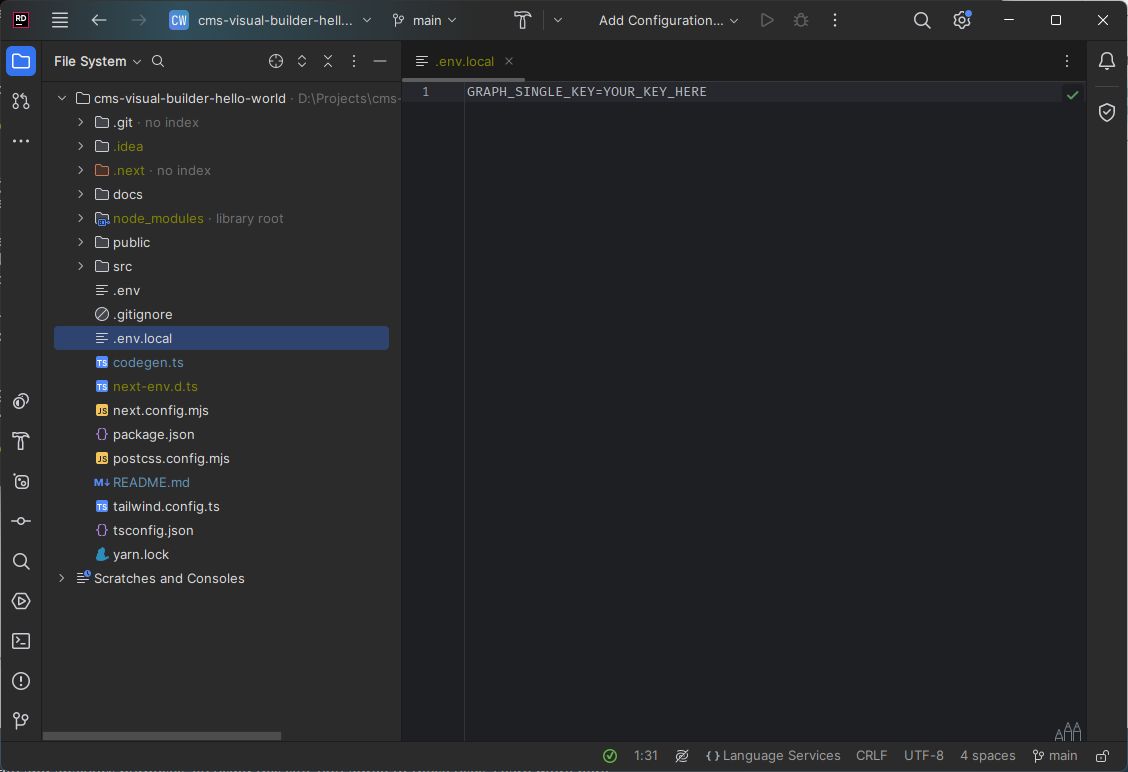 RD
CW cms-visual-builder-hell... main Add Configuration...
File System
.env.local
cms-visual-builder-hello-world D:\Projects\cms-
.git · no index
.idea
.next · no index
docs
node_modules · library root
public
src
.env
.gitignore
.env.local
TS codegen.ts
TS next-env.d.ts
JS next.config.mjs
{} package.json
JS postcss.config.mjs
M↓ README.md
TS tailwind.config.ts
{} tsconfig.json
yarn.lock
Scratches and Consoles
1 GRAPH_SINGLE_KEY=YOUR_KEY_HERE
1:31 {} Language Services CRLF UTF-8 4 spaces main